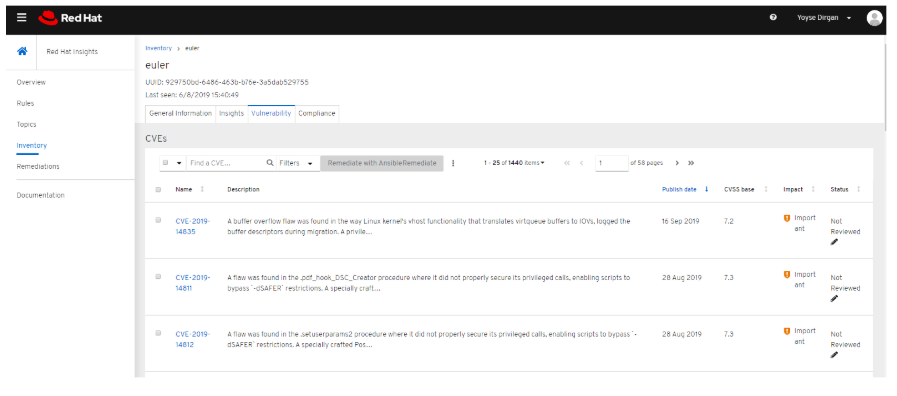 Red Hat
Yoyse Dirgan
Red Hat Insights
Overview
Rules
Topics
Inventory
Remediations
Documentation
Inventory > euler
euler
UUID: 929750bd-6486-463b-b76e-3a5dab529755
Last seen: 6/8/2019 15:40:49
General Information Insights Vulnerability Compliance
CVEs
Find a CVE... Filters Remediate with AnsibleRemediate 1 - 25 of 1440 items 1 of 58 pages
Name Description Publish date CVSS base Impact Status
CVE-2019-14835
A buffer overflow flaw was found in the way Linux kernel's vhost functionality that translates virtqueue buffers to IOVs, logged the
buffer descriptors during migration. A privile...
16 Sep 2019
7.2
Import
ant
Not
Reviewed
CVE-2019-
14811
A flaw was found in the .pdf_hook_DSC_Creator procedure where it did not properly secure its privileged calls, enabling scripts to
bypass `-dSAFER` restrictions. A specially craft...
28 Aug 2019
7.3
Import
ant
Not
Reviewed
CVE-2019-
14812
A flaw was found in the .setuserparams2 procedure where it did not properly secure its privileged calls, enabling scripts to bypass `-
dSAFER` restrictions. A specially crafted Pos...
28 Aug 2019
7.3
Import
ant
Not
Reviewed